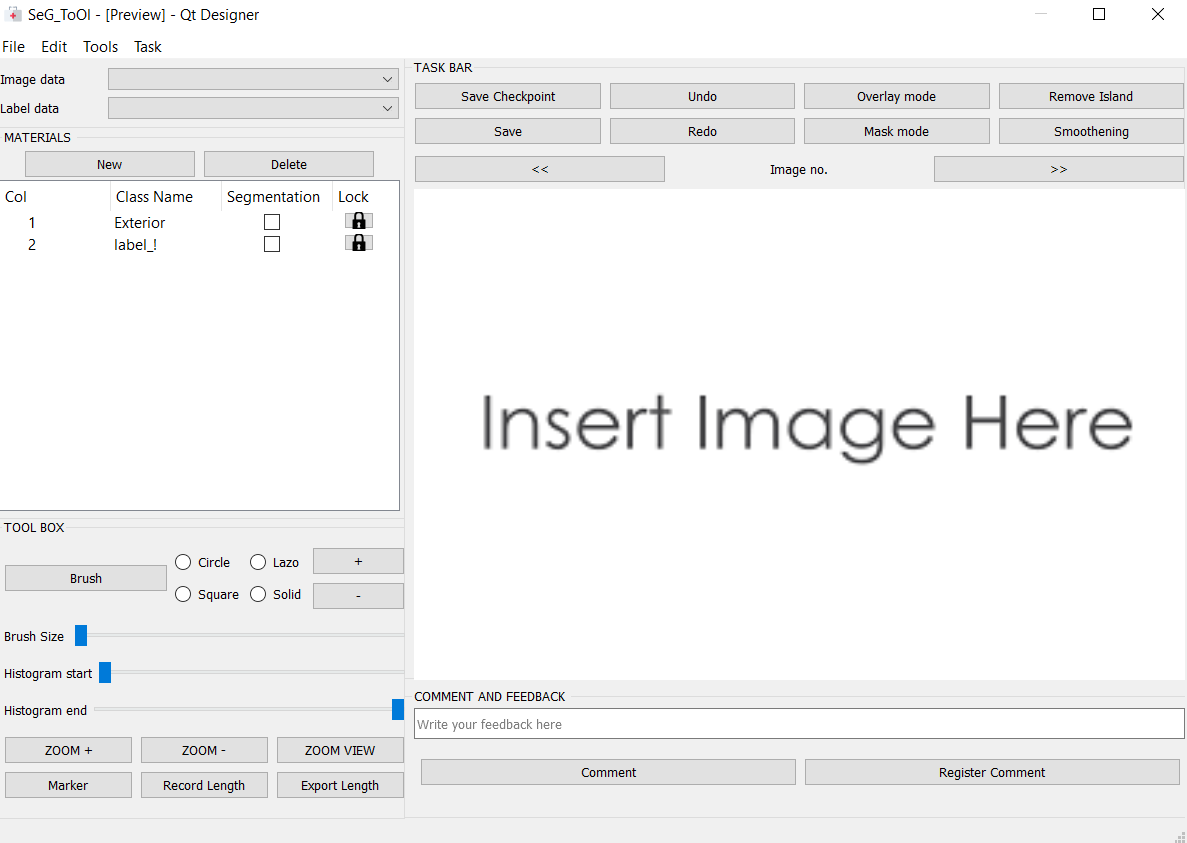 SeG_ToOl - [Preview] - Qt Designer
File Edit Tools Task
Image data
Label data
MATERIALS
New Delete
Col Class Name Segmentation Lock
1 Exterior
2 label_!
TOOL BOX
Brush
Circle Lazo +
Square Solid -
Brush Size
Histogram start
Histogram end
ZOOM + ZOOM - ZOOM VIEW
Marker Record Length Export Length
TASK BAR
Save Checkpoint Undo Overlay mode Remove Island
Save Redo Mask mode Smoothening
<< Image no. >>
Insert Image Here
COMMENT AND FEEDBACK
Write your feedback here
Comment Register Comment